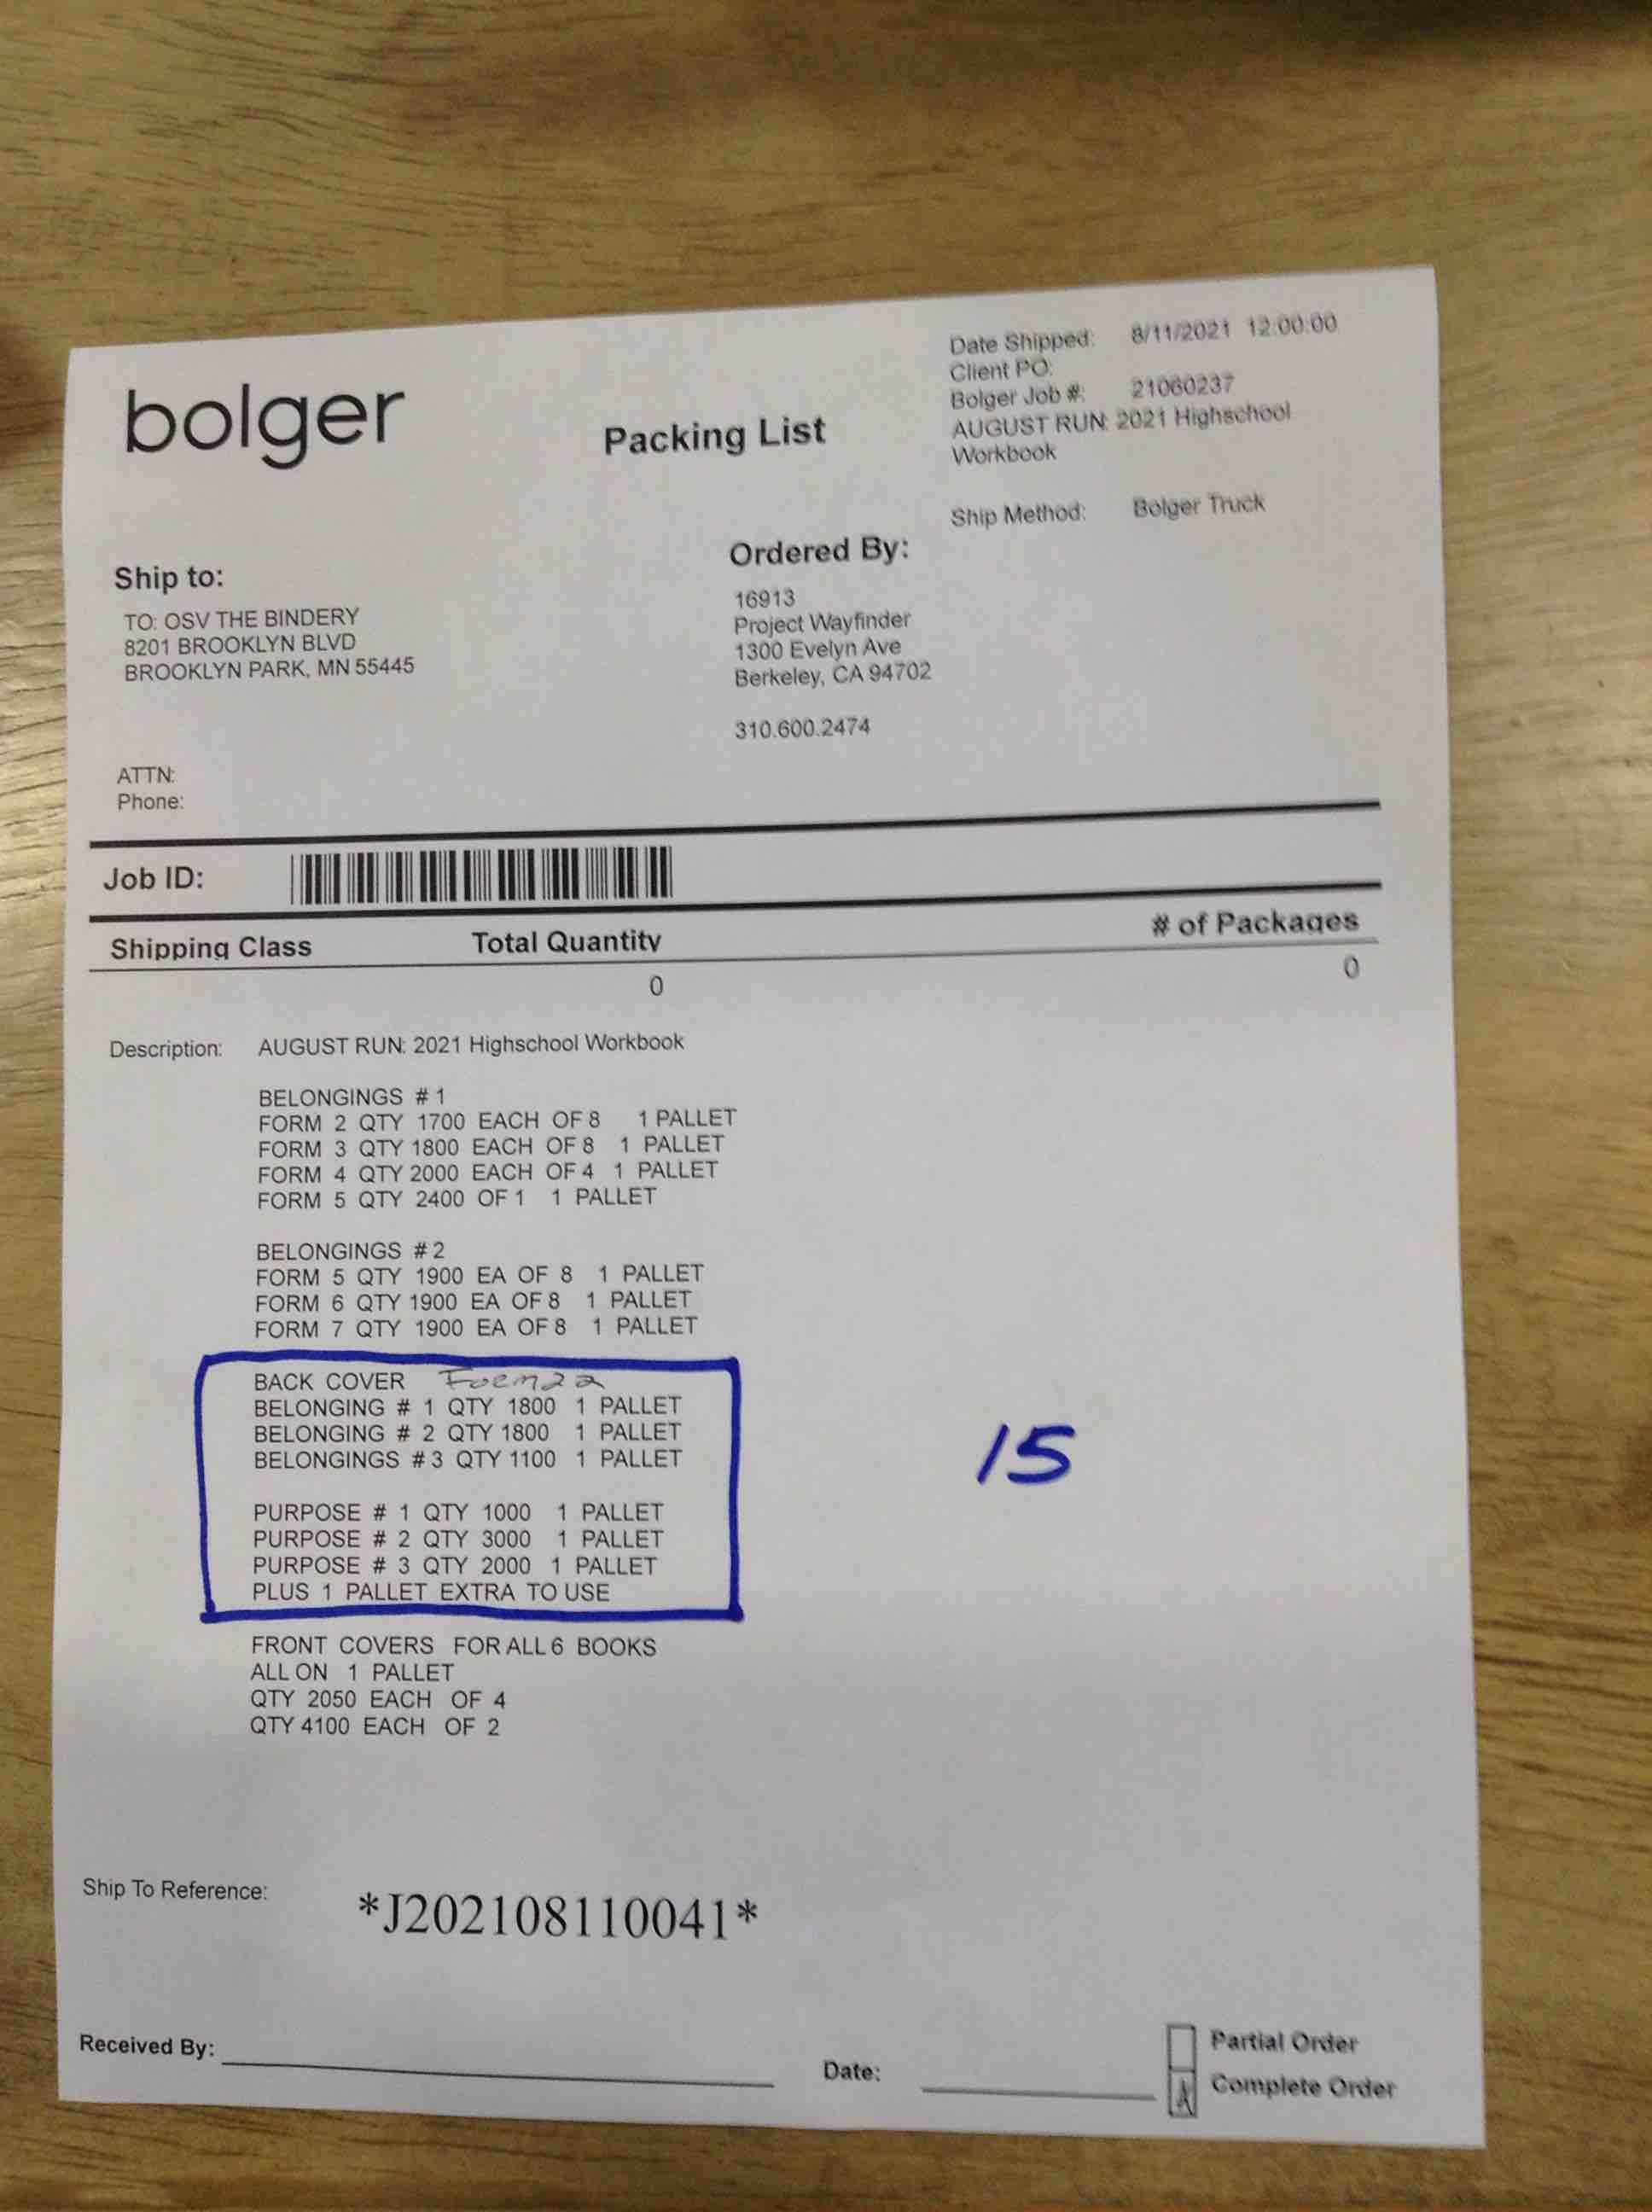 bolger
Packing List
Date Shipped: 8/11/2021 12:00:00
Client PO:
Bolger Job #: 21060237
AUGUST RUN: 2021 Highschool
Workbook
Ship Method: Bolger Truck
Ship to:
TO: OSV THE BINDERY
8201 BROOKLYN BLVD
BROOKLYN PARK, MN 55445
Ordered By:
16913
Project Wayfinder
1300 Evelyn Ave
Berkeley, CA 94702
310.600.2474
ATTN:
Phone:
Job ID:
Shipping Class Total Quantity # of Packages
0 0
Description: AUGUST RUN: 2021 Highschool Workbook
BELONGINGS # 1
FORM 2 QTY 1700 EACH OF 8 1 PALLET
FORM 3 QTY 1800 EACH OF 8 1 PALLET
FORM 4 QTY 2000 EACH OF 4 1 PALLET
FORM 5 QTY 2400 OF 1 1 PALLET
BELONGINGS # 2
FORM 5 QTY 1900 EA OF 8 1 PALLET
FORM 6 QTY 1900 EA OF 8 1 PALLET
FORM 7 QTY 1900 EA OF 8 1 PALLET
BACK COVER
BELONGING # 1 QTY 1800 1 PALLET
BELONGING # 2 QTY 1800 1 PALLET
BELONGINGS # 3 QTY 1100 1 PALLET
15
PURPOSE # 1 QTY 1000 1 PALLET
PURPOSE # 2 QTY 3000 1 PALLET
PURPOSE # 3 QTY 2000 1 PALLET
PLUS 1 PALLET EXTRA TO USE
FRONT COVERS FOR ALL 6 BOOKS
ALL ON 1 PALLET
QTY 2050 EACH OF 4
QTY 4100 EACH OF 2
Ship To Reference: *J202108110041*
Received By:
Date:
Partial Order
Complete Order